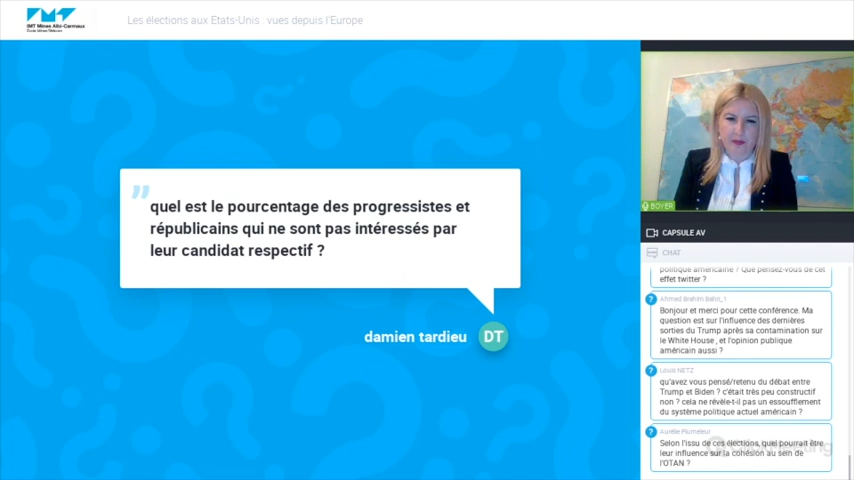 IMT Mines Albi-Carmaux
École Mines-Télécom
Les élections aux Etats-Unis : vues depuis l'Europe
quel est le pourcentage des progressistes et
républicains qui ne sont pas intéressés par
leur candidat respectif ?
damien tardieu
DT
BOYER
CAPSULE AV
CHAT
politique américaine ? Que pensez-vous de cet
effet twitter ?
Ahmed Brahim Bahn_1
Bonjour et merci pour cette conférence. Ma
question est sur l'influence des dernières
sorties du Trump après sa contamination sur
le White House , et l'opinion publique
américain aussi ?
Louis NETZ
qu'avez vous pensé/retenu du débat entre
Trump et Biden ? c'était très peu constructif
non ? cela ne révèle-t-il pas un essoufflement
du système politique actuel américain ?
Aurélie Plumeleur
Selon l'issu de ces élections, quel pourrait être
leur influence sur la cohésion au sein de
l'OTAN ?